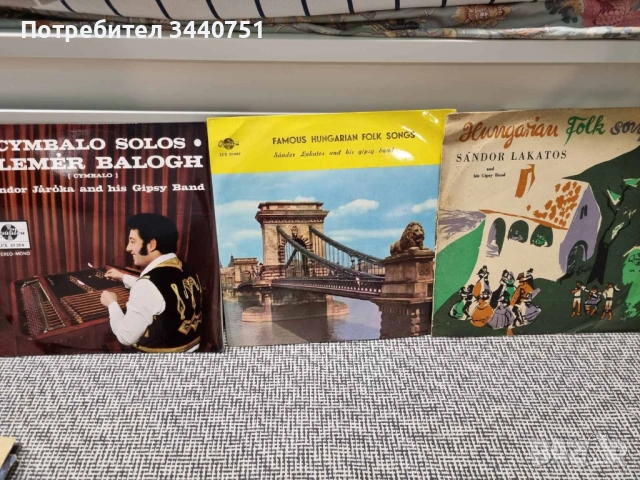 Потребител 3440751
CYMBALO SOLOS •
LEMÉR BALOGH
[ CYMBALO ]
ndor Járóka and his Gipsy Band
STEREO-MONO
FAMOUS HUNGARIAN FOLK SONGS
Sándor Lakatos and his gipsy band
Hungarian Folk son
SÁNDOR LAKATOS
and
his Gipsy Band